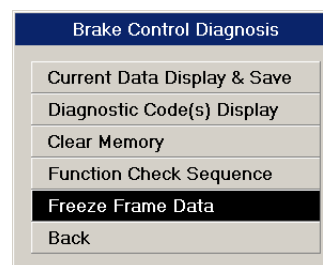 Brake Control Diagnosis
Current Data Display & Save
Diagnostic Code(s) Display
Clear Memory
Function Check Sequence
Freeze Frame Data
Back